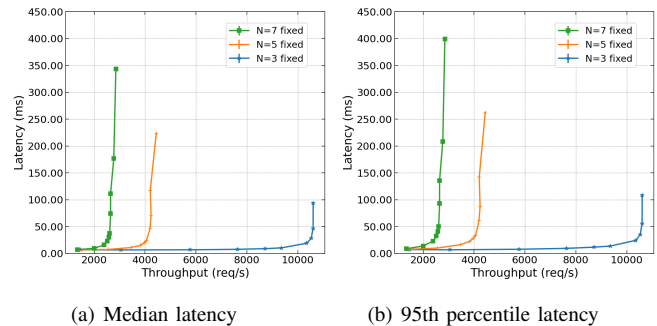 450.00
400.00
350.00
300.00
250.00
200.00
150.00
100.00
50.00
0.00
Latency (ms)
N=7 fixed
N=5 fixed
N=3 fixed
2000 4000 6000 8000 10000
Throughput (req/s)
(a) Median latency
450.00
400.00
350.00
300.00
250.00
200.00
150.00
100.00
50.00
0.00
Latency (ms)
N=7 fixed
N=5 fixed
N=3 fixed
2000 4000 6000 8000 10000
Throughput (req/s)
(b) 95th percentile latency